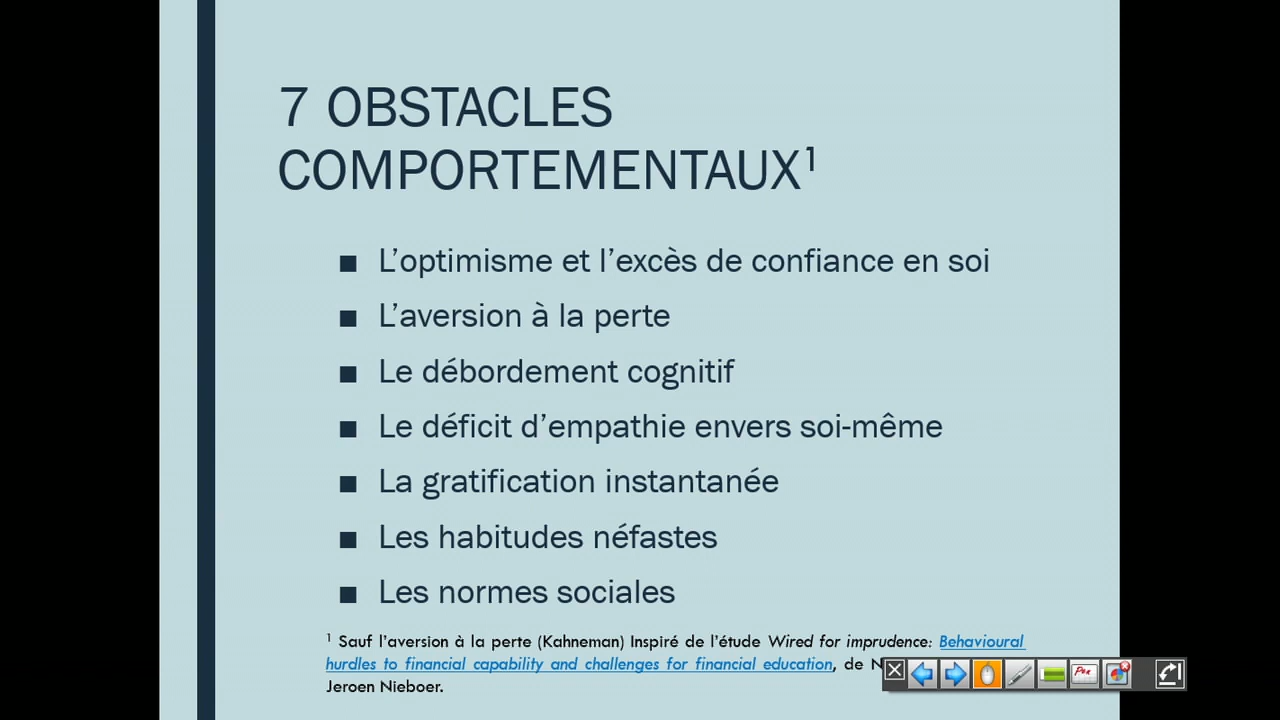 7 OBSTACLES
COMPORTEMENTAUX¹
■ L’optimisme et l’excès de confiance en soi
■ L’aversion à la perte
■ Le débordement cognitif
■ Le déficit d’empathie envers soi-même
■ La gratification instantanée
■ Les habitudes néfastes
■ Les normes sociales
¹ Sauf l’aversion à la perte (Kahneman) Inspiré de l’étude Wired for imprudence: Behavioural
hurdles to financial capability and challenges for financial education, de
Jeroen Nieboer.